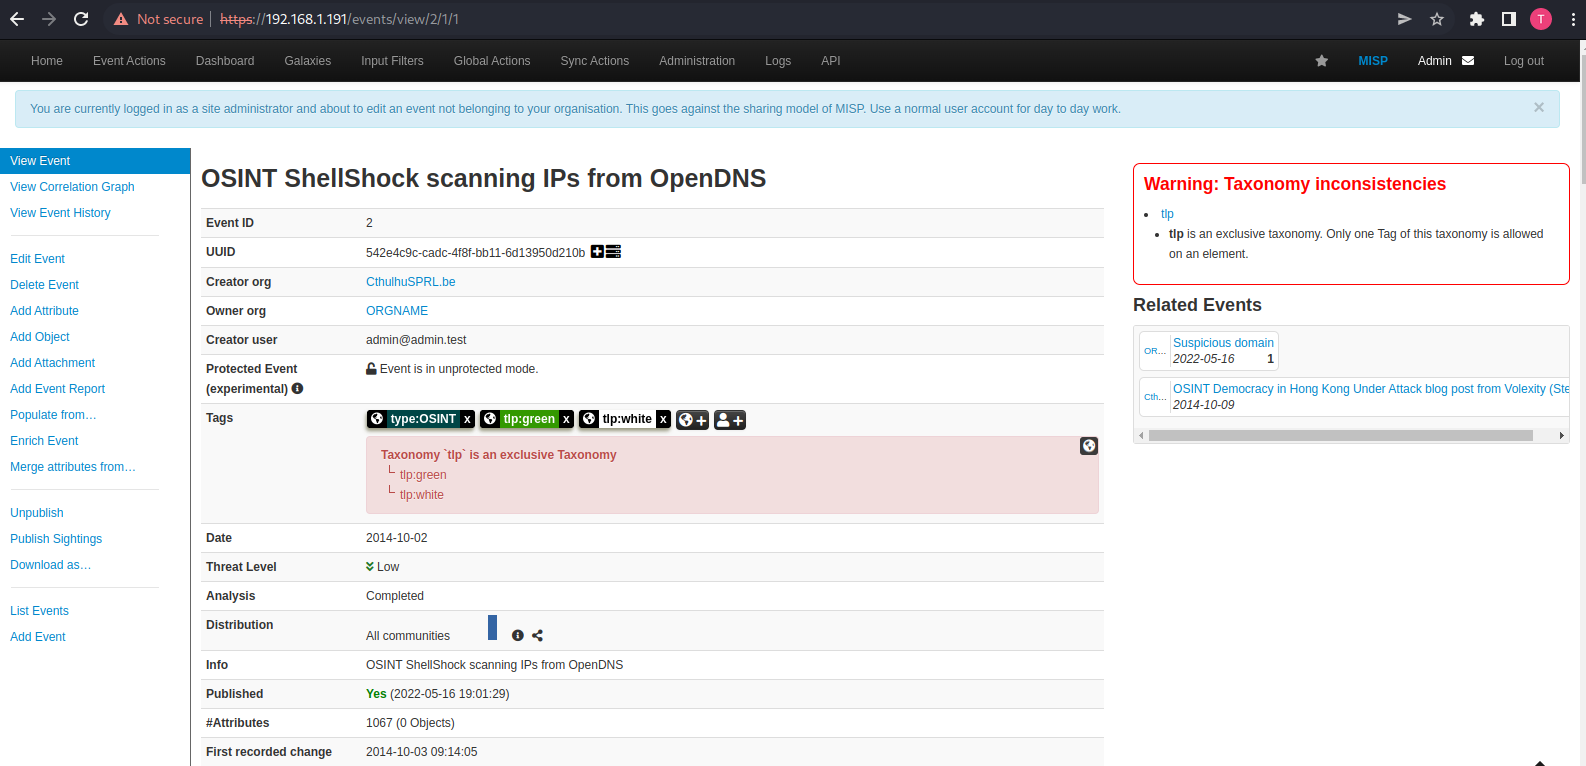 Not secure | https://192.168.1.191/events/view/2/1/1
T
Home Event Actions Dashboard Galaxies Input Filters Global Actions Sync Actions Administration Logs API MISP Admin Log out
You are currently logged in as a site administrator and about to edit an event not belonging to your organisation. This goes against the sharing model of MISP. Use a normal user account for day to day work. ×
View Event
View Correlation Graph
View Event History
Edit Event
Delete Event
Add Attribute
Add Object
Add Attachment
Add Event Report
Populate from…
Enrich Event
Merge attributes from…
Unpublish
Publish Sightings
Download as…
List Events
Add Event
OSINT ShellShock scanning IPs from OpenDNS
Event ID 2
UUID 542e4c9c-cadc-4f8f-bb11-6d13950d210b
Creator org CthulhuSPRL.be
Owner org ORGNAME
Creator user admin@admin.test
Protected Event Event is in unprotected mode.
(experimental)
Tags type:OSINT x tlp:green x tlp:white x + +
Taxonomy `tlp` is an exclusive Taxonomy
tlp:green
tlp:white
Date 2014-10-02
Threat Level Low
Analysis Completed
Distribution All communities
Info OSINT ShellShock scanning IPs from OpenDNS
Published Yes (2022-05-16 19:01:29)
#Attributes 1067 (0 Objects)
First recorded change 2014-10-03 09:14:05
Warning: Taxonomy inconsistencies
tlp
tlp is an exclusive taxonomy. Only one Tag of this taxonomy is allowed
on an element.
Related Events
OR... Suspicious domain
2022-05-16 1
Cth... OSINT Democracy in Hong Kong Under Attack blog post from Volexity (Ste
2014-10-09